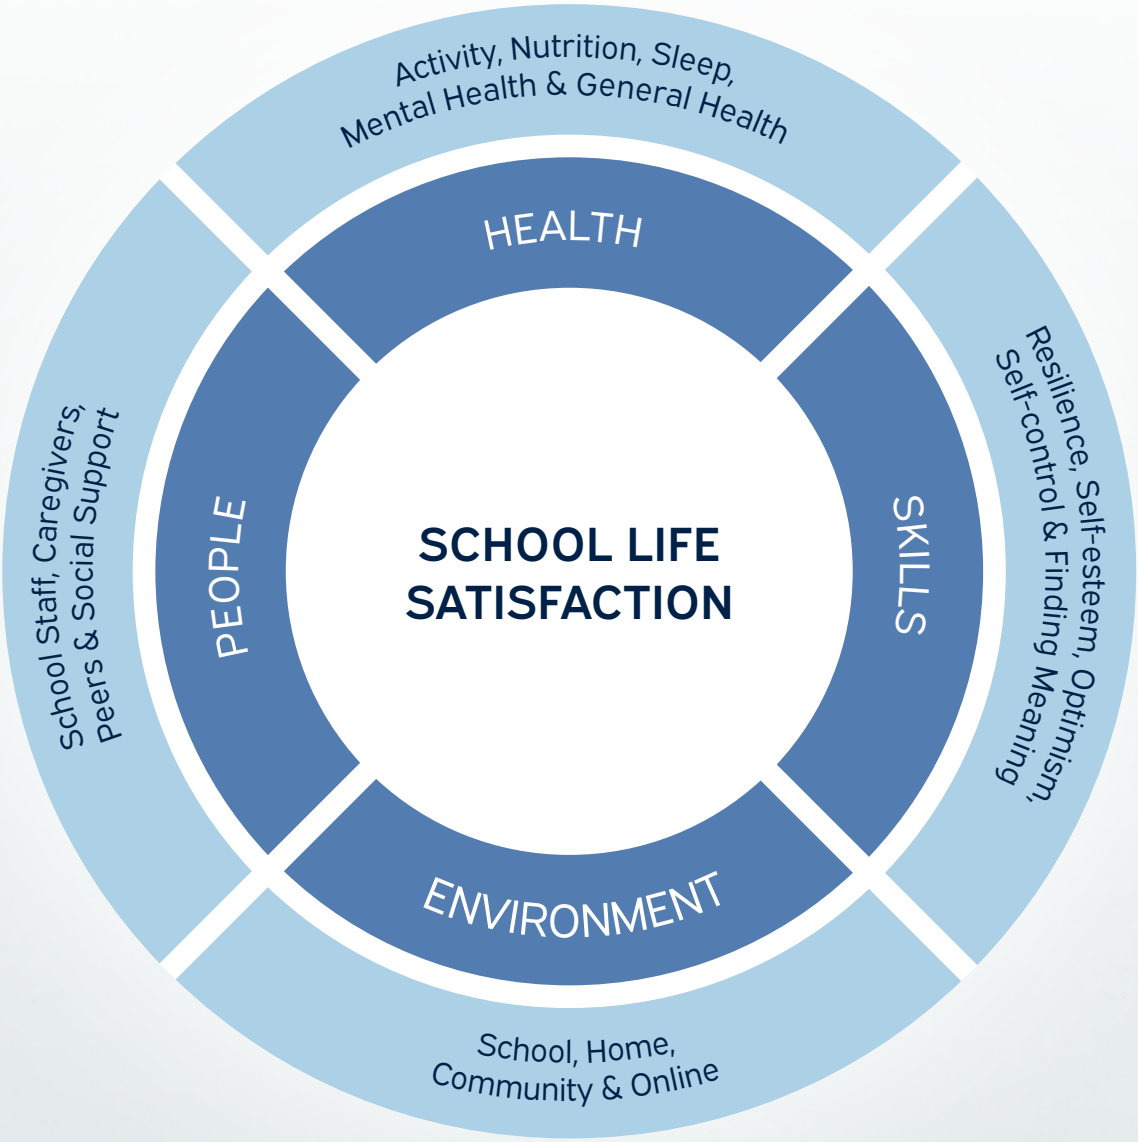 Activity, Nutrition, Sleep,
Mental Health & General Health
HEALTH
Resilience, Self-esteem, Optimism,
Self-control & Finding Meaning
SKILLS
SCHOOL LIFE
SATISFACTION
PEOPLE
School Staff, Caregivers,
Peers & Social Support
ENVIRONMENT
School, Home,
Community & Online